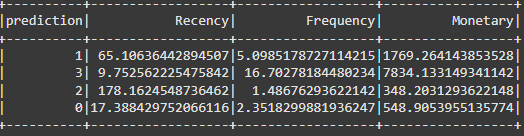 +----------+------------------+------------------+------------------+
|prediction|           Recency|         Frequency|          Monetary|
+----------+------------------+------------------+------------------+
|         1| 65.10636442894507|5.0985178727114215|1769.264143853528|
|         3| 9.752562225475842| 16.70278184480234|7834.133149341142|
|         2| 178.1624548736462|  1.48676293622142|348.2031293622148|
|         0|17.388429752066116|2.3518299881936247|548.9053955135774|
+----------+------------------+------------------+------------------+